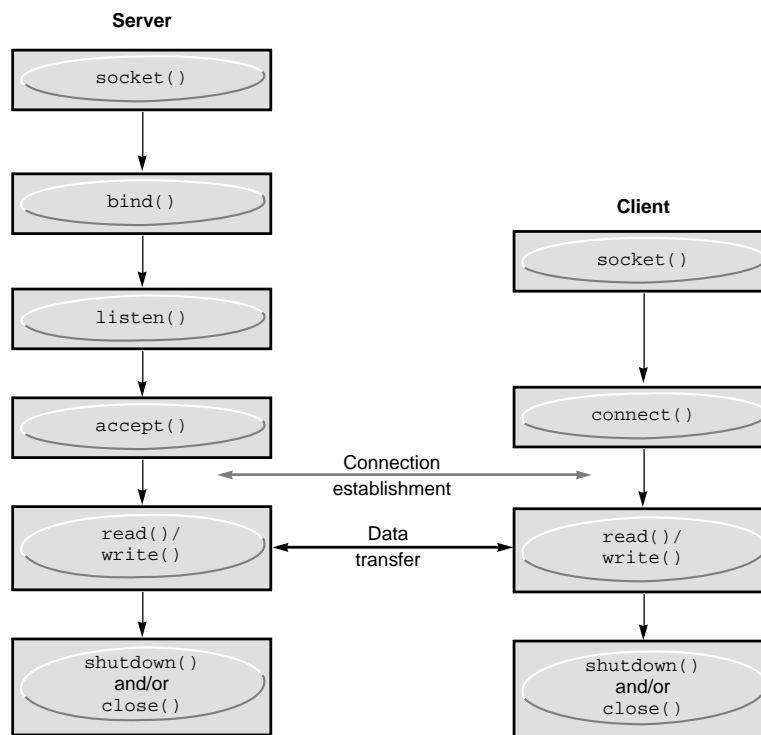 Server
socket()
bind()
listen()
accept()
read()/
write()
shutdown()
and/or
close()
Client
socket()
connect()
read()/
write()
shutdown()
and/or
close()
Connection
establishment
Data
transfer